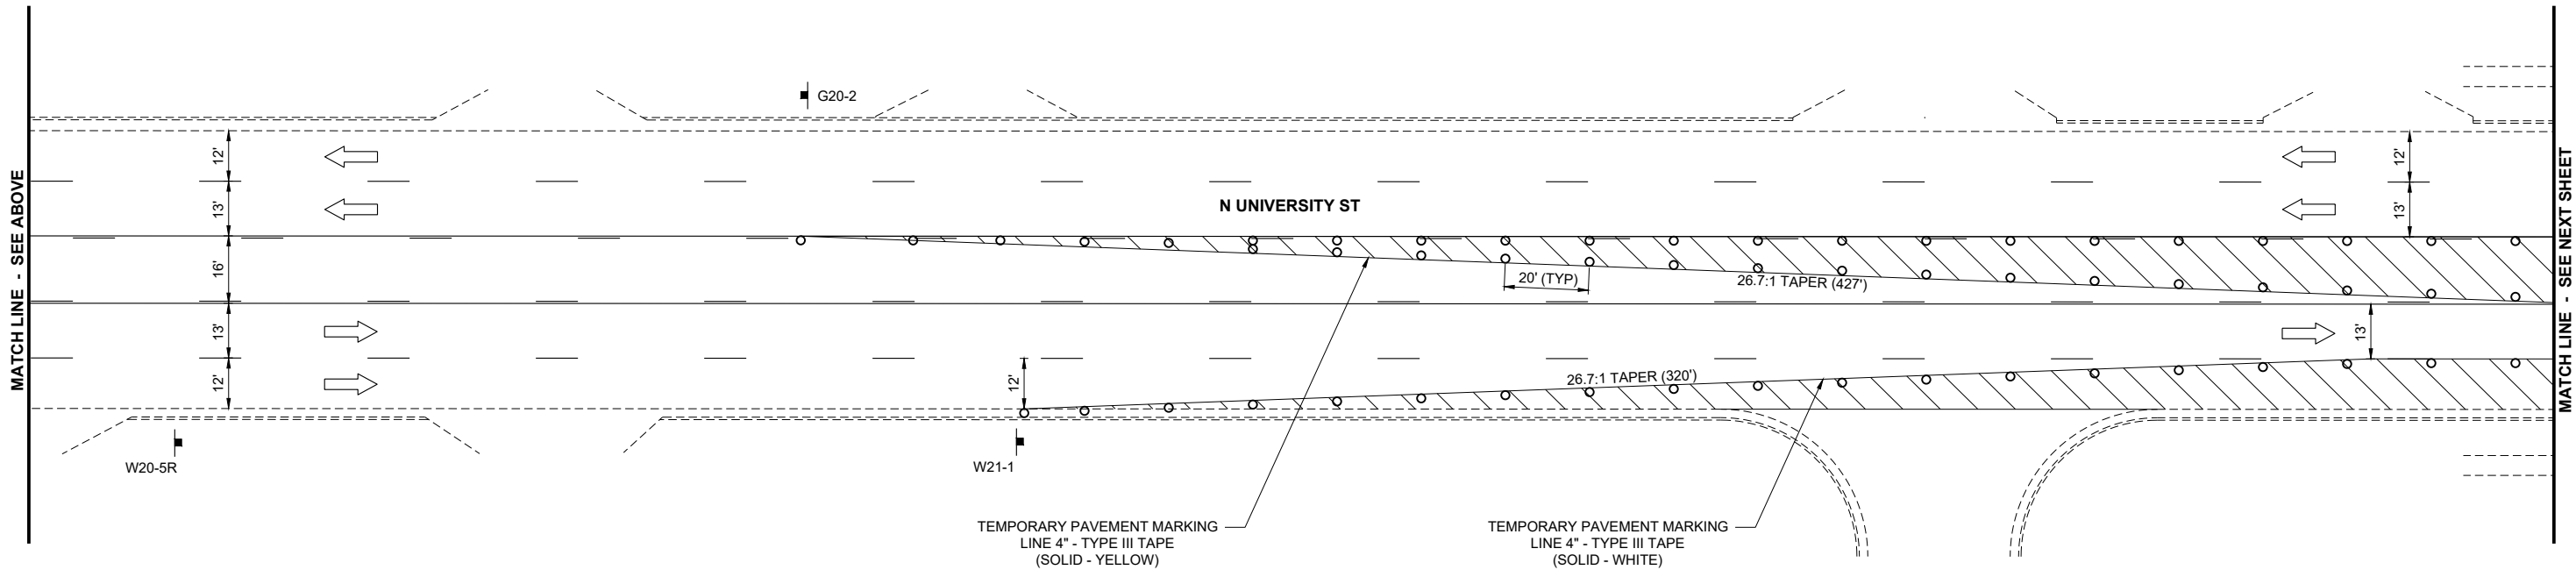 MATCH LINE - SEE ABOVE
G20-2
12'
13'
16'
13'
12'
N UNIVERSITY ST
12'
13'
20' (TYP)
26.7:1 TAPER (427')
13'
12'
26.7:1 TAPER (320')
W20-5R
W21-1
TEMPORARY PAVEMENT MARKING
LINE 4" - TYPE III TAPE
(SOLID - YELLOW)
TEMPORARY PAVEMENT MARKING
LINE 4" - TYPE III TAPE
(SOLID - WHITE)
MATCH LINE - SEE NEXT SHEET